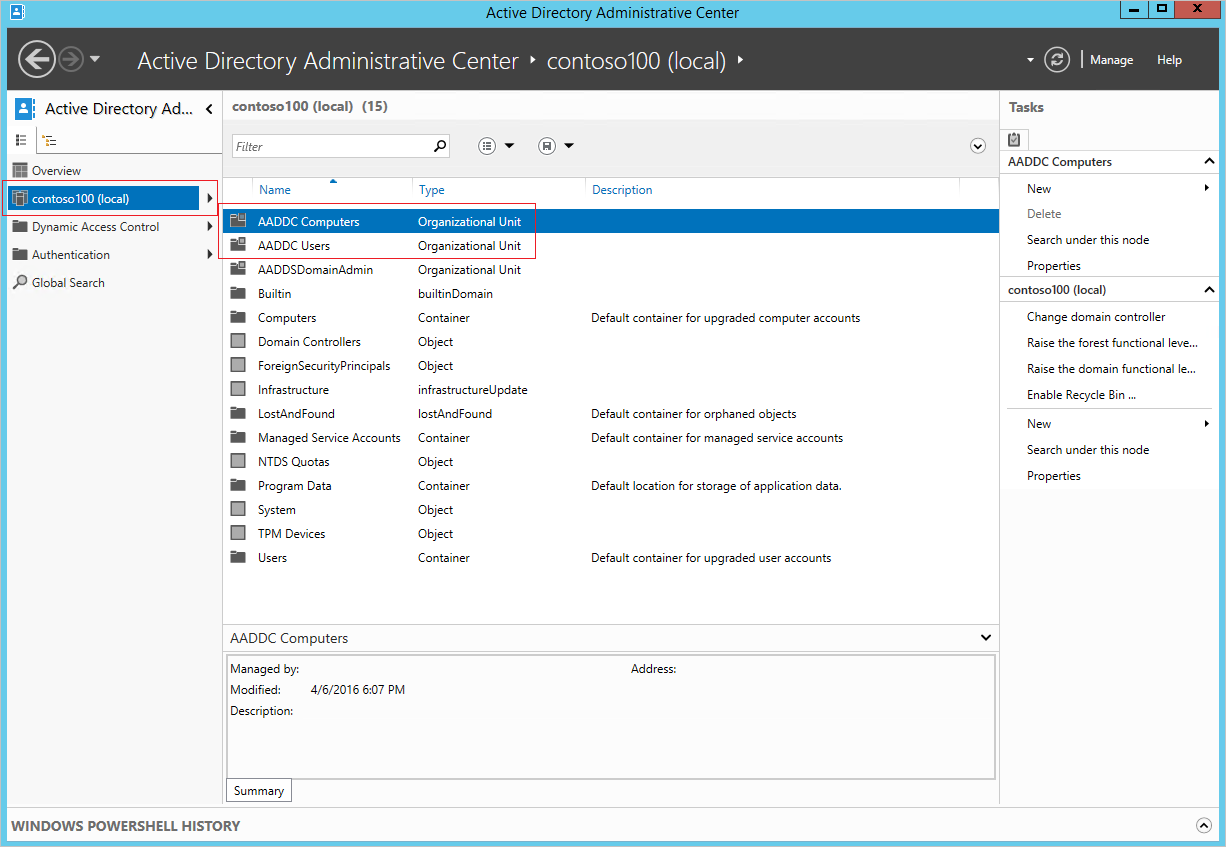 Active Directory Administrative Center
Active Directory Administrative Center • contoso100 (local)
Manage
Help
Active Directory Ad...
Overview
contoso100 (local)
Dynamic Access Control
Authentication
Global Search
contoso100 (local) (15)
Filter
Name Type Description
AADDC Computers Organizational Unit
AADDC Users Organizational Unit
AADDSDomainAdmin Organizational Unit
Builtin builtinDomain
Computers Container Default container for upgraded computer accounts
Domain Controllers Object
ForeignSecurityPrincipals Object
Infrastructure infrastructureUpdate
LostAndFound lostAndFound Default container for orphaned objects
Managed Service Accounts Container Default container for managed service accounts
NTDS Quotas Object
Program Data Container Default location for storage of application data.
System Object
TPM Devices Object
Users Container Default container for upgraded user accounts
AADDC Computers
Managed by: Address:
Modified: 4/6/2016 6:07 PM
Description:
Summary
Tasks
AADDC Computers
New
Delete
Search under this node
Properties
contoso100 (local)
Change domain controller
Raise the forest functional leve...
Raise the domain functional le...
Enable Recycle Bin ...
New
Search under this node
Properties
WINDOWS POWERSHELL HISTORY